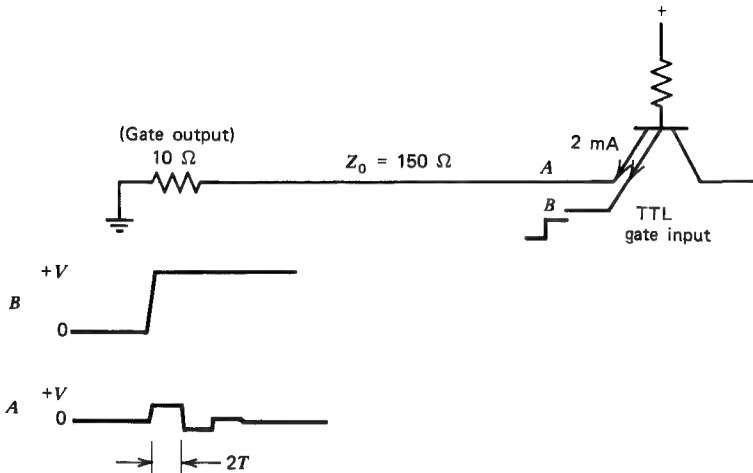 +
(Gate output)
10 Ω
Z₀ = 150 Ω
2 mA
A
B
TTL
gate input
+V
B
0
+V
A
0
2T